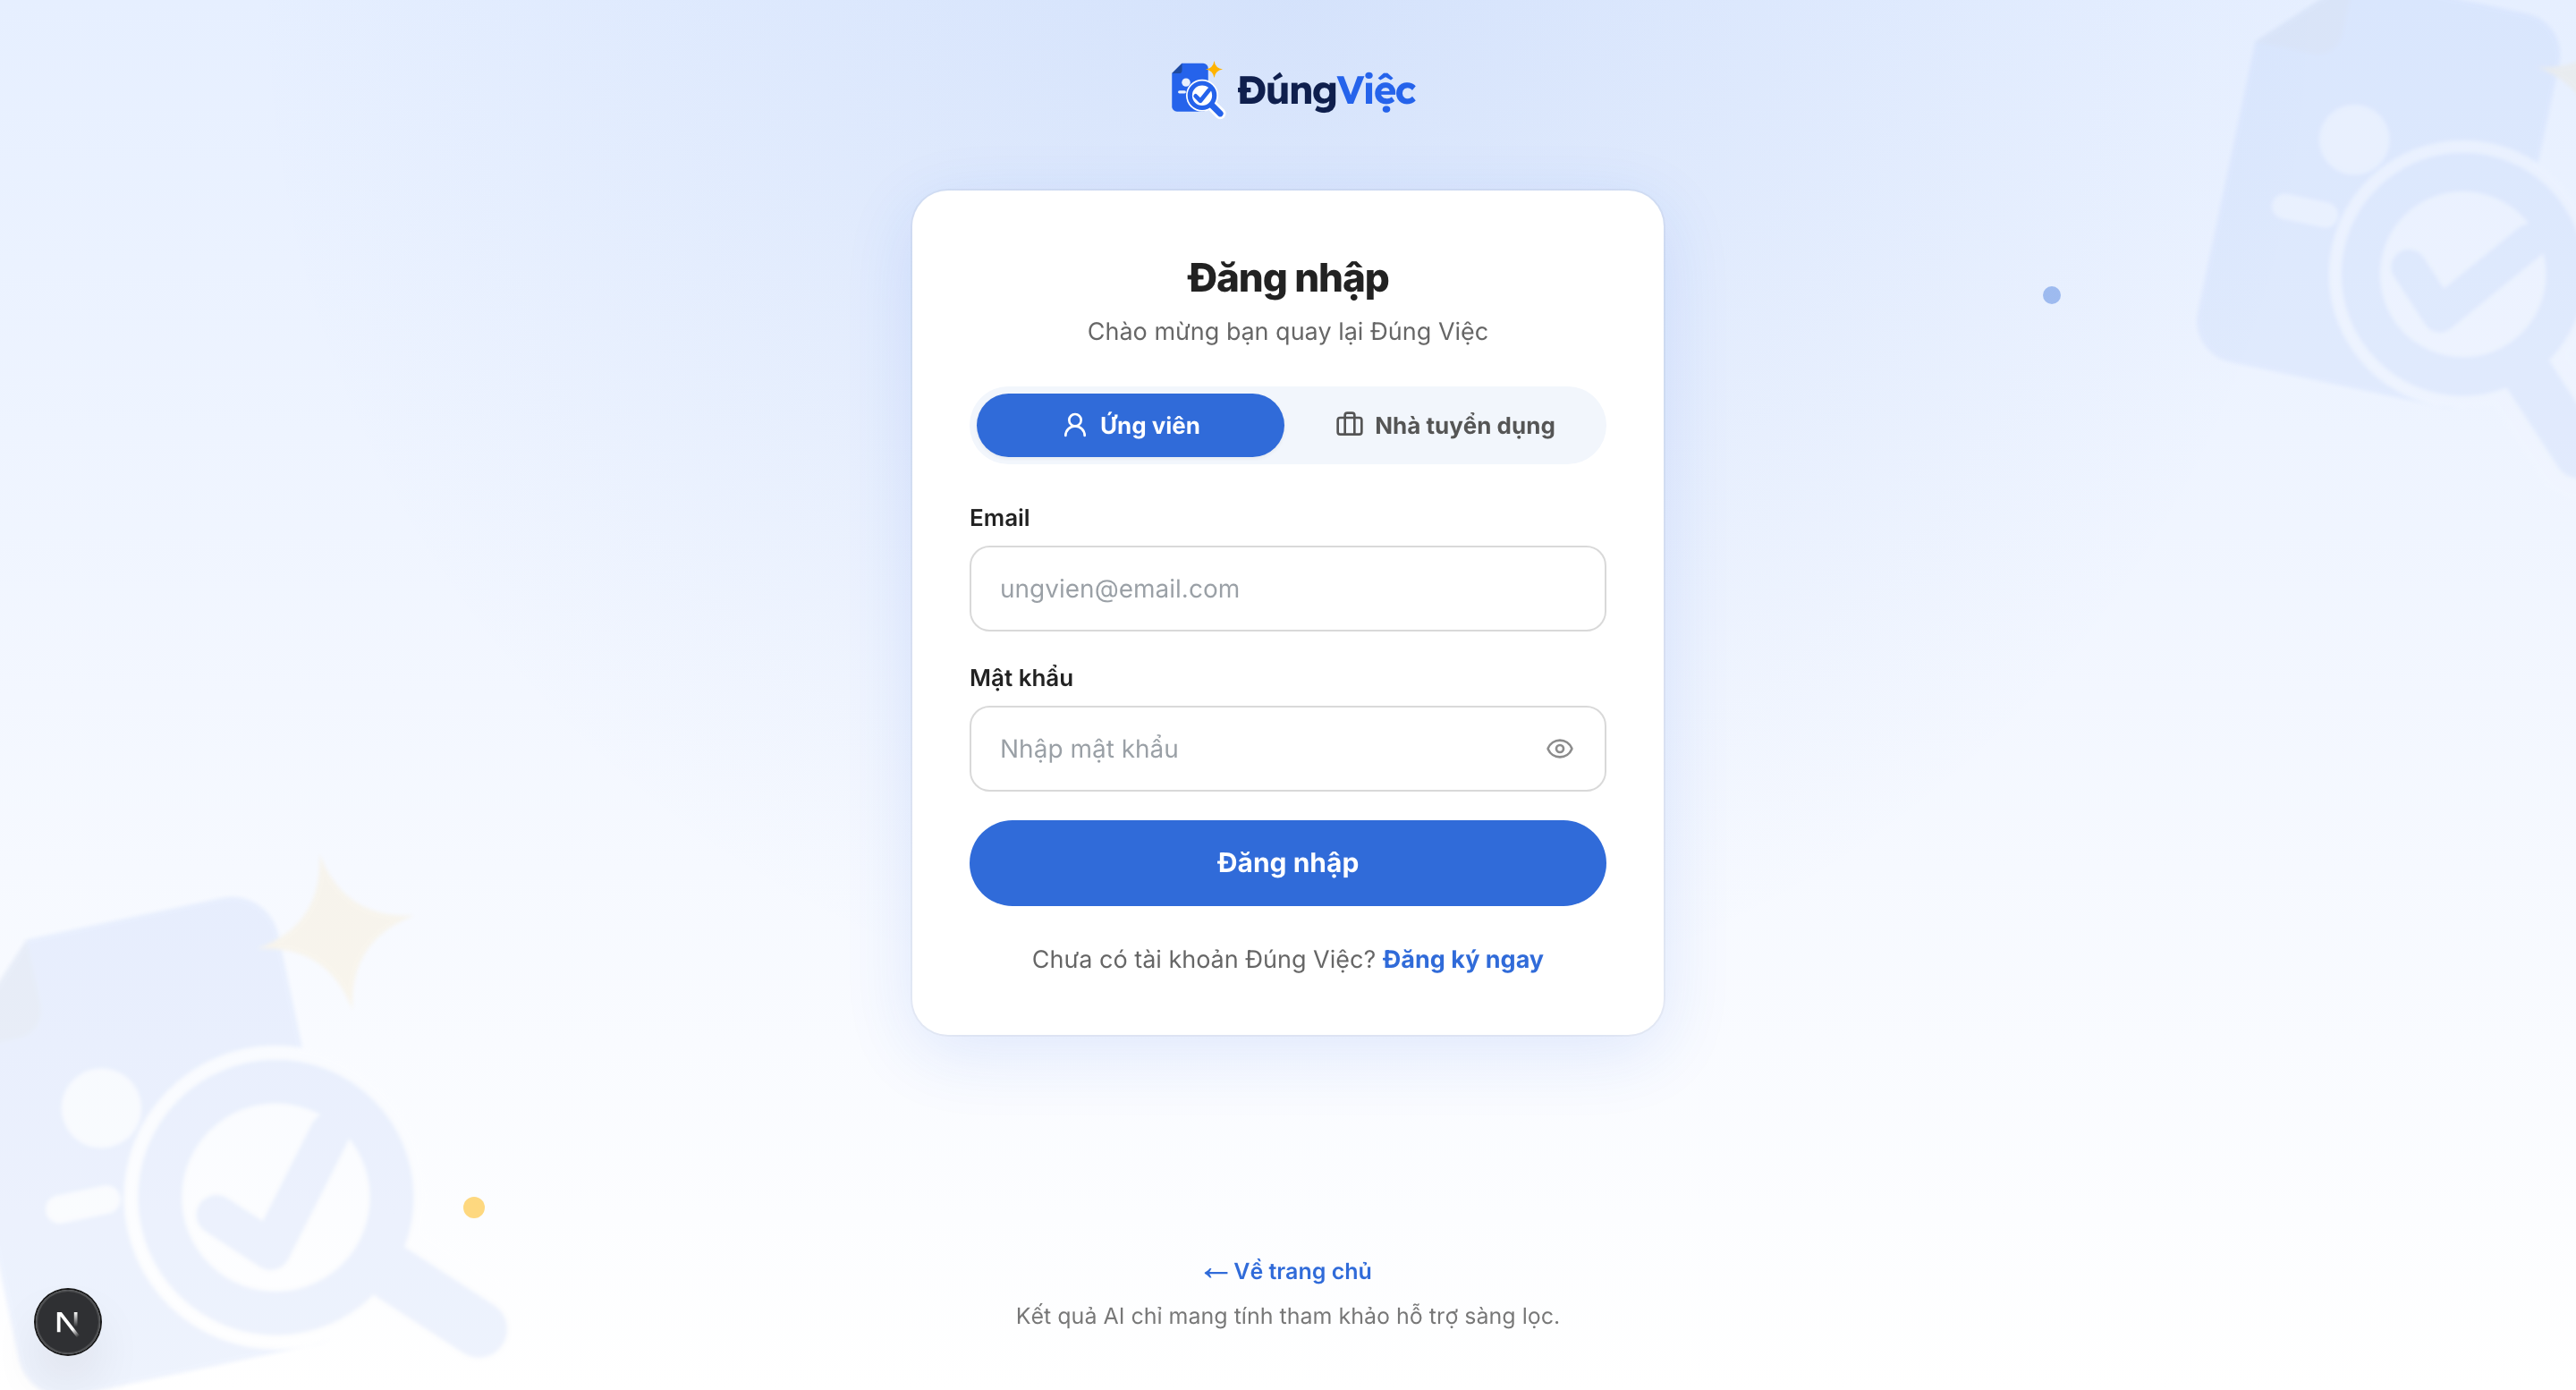 ĐúngViệc
Đăng nhập
Chào mừng bạn quay lại Đúng Việc
Ứng viên
Nhà tuyển dụng
Email
ungvien@email.com
Mật khẩu
Nhập mật khẩu
Đăng nhập
Chưa có tài khoản Đúng Việc? Đăng ký ngay
← Về trang chủ
Kết quả AI chỉ mang tính tham khảo hỗ trợ sàng lọc.
N